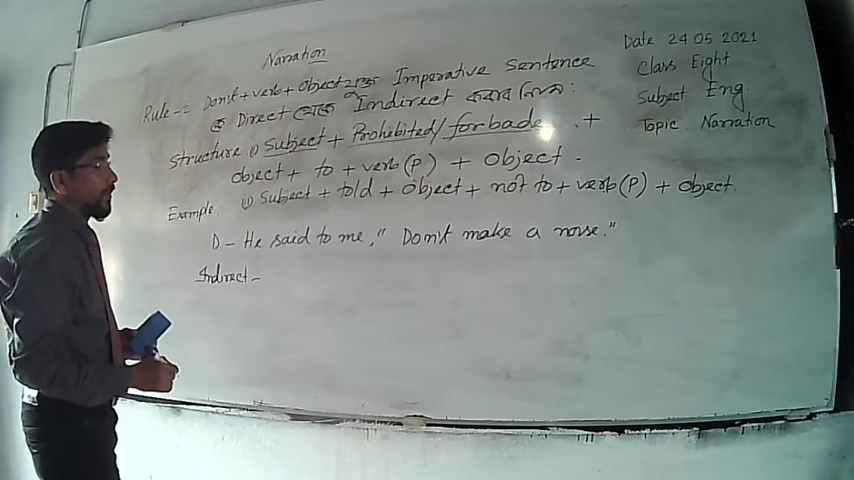 Narration
Date 24.05.2021
Class Eight
Subject Eng.
Topic Narration
Rule-2 Don't + verb + object যুক্ত Imperative Sentence
কে Direct থেকে Indirect করার নিয়ম:
Structure i) Subject + Prohibited/forbade +
object + to + verb (P) + object.
ii) Subject + told + object + not to + verb (P) + object.
Example
D - He said to me, "Don't make a noise."
Indirect -